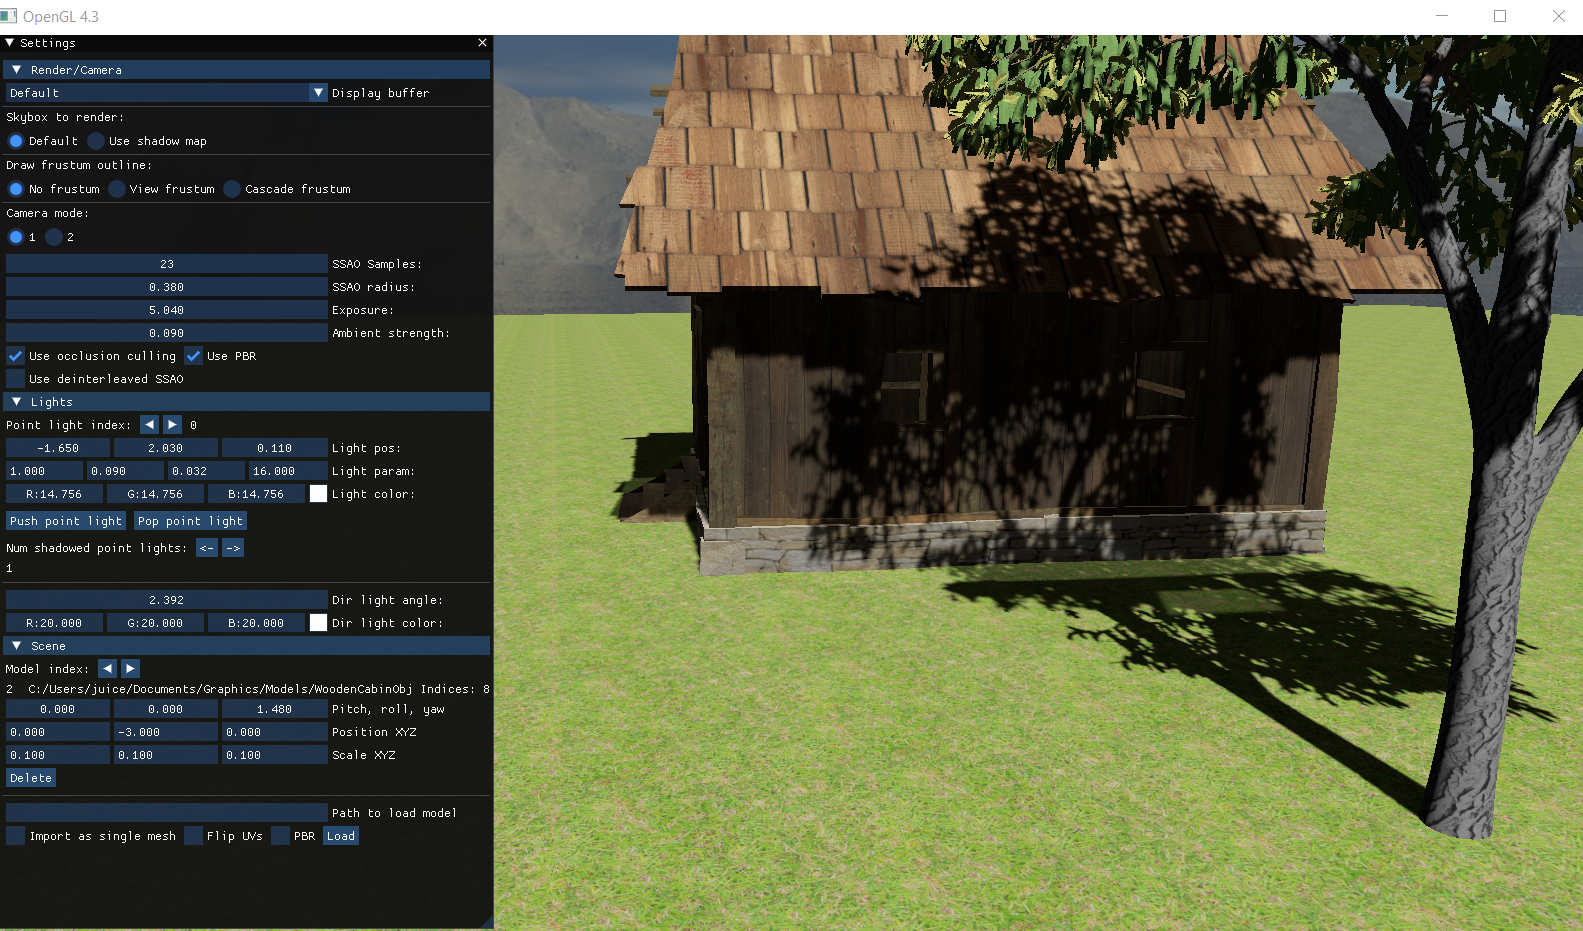 OpenGL 4.3
Settings
Render/Camera
Default Display buffer
Skybox to render:
Default Use shadow map
Draw frustum outline:
No frustum View frustum Cascade frustum
Camera mode:
1 2
23 SSAO Samples:
0.380 SSAO radius:
5.040 Exposure:
0.090 Ambient strength:
Use occlusion culling Use PBR
Use deinterleaved SSAO
Lights
Point light index: 0
-1.650 2.030 0.110 Light pos:
1.000 0.090 0.032 16.000 Light param:
R:14.756 G:14.756 B:14.756 Light color:
Push point light Pop point light
Num shadowed point lights: <- ->
1
2.392 Dir light angle:
R:20.000 G:20.000 B:20.000 Dir light color:
Scene
Model index:
2 C:/Users/juice/Documents/Graphics/Models/WoodenCabinObj Indices: 8
0.000 0.000 1.480 Pitch, roll, yaw
0.000 -3.000 0.000 Position XYZ
0.100 0.100 0.100 Scale XYZ
Delete
Path to load model
Import as single mesh Flip UVs PBR Load